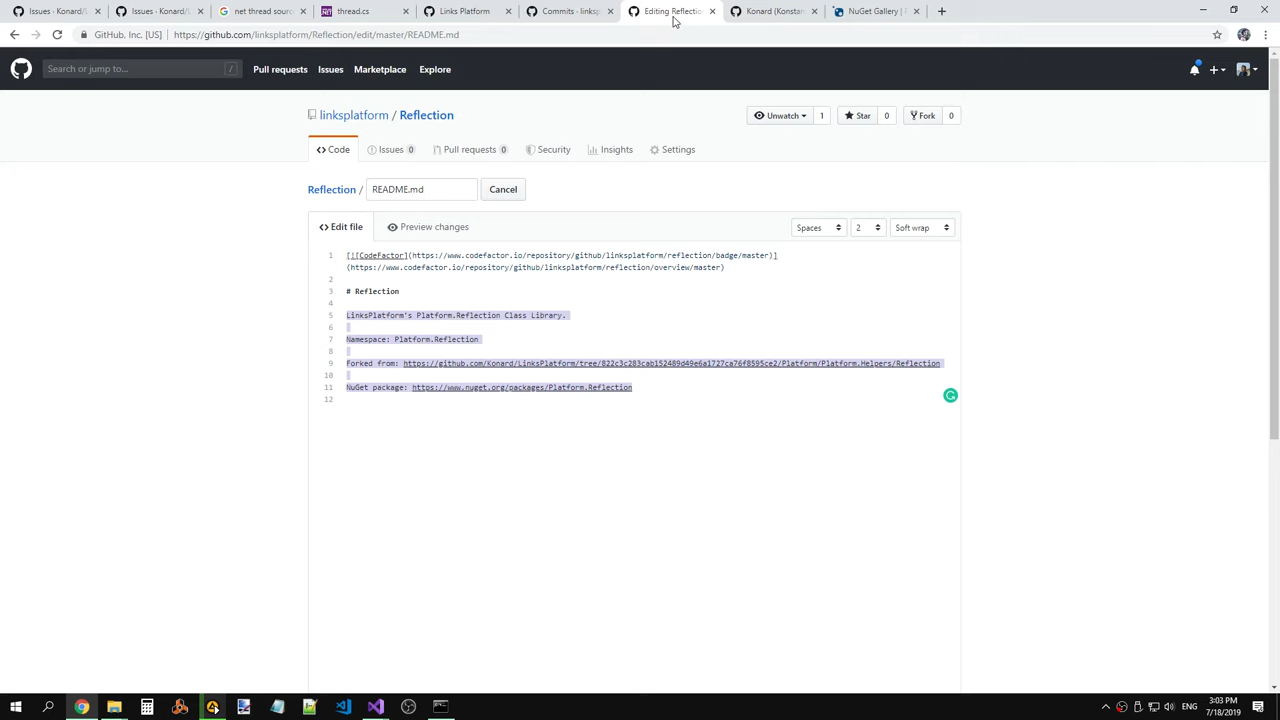 Issues · Konard/L
Issues · Konard/L
net thread sourc
thread.cs
Links Platform
Commits · links
Editing Reflectio
Konard (Konstan
NuGet Gallery | P
GitHub, Inc. [US] | https://github.com/linksplatform/Reflection/edit/master/README.md
Search or jump to... /
Pull requests Issues Marketplace Explore
linksplatform / Reflection
Unwatch 1 Star 0 Fork 0
Code Issues 0 Pull requests 0 Security Insights Settings
Reflection / README.md Cancel
Edit file Preview changes Spaces 2 Soft wrap
1 [![CodeFactor](https://www.codefactor.io/repository/github/linksplatform/reflection/badge/master)]
(https://www.codefactor.io/repository/github/linksplatform/reflection/overview/master)
2
3 # Reflection
4
5 LinksPlatform's Platform.Reflection Class Library.
6
7 Namespace: Platform.Reflection
8
9 Forked from: https://github.com/Konard/LinksPlatform/tree/822c3c283cab152489d49e6a1727ca76f8595ce2/Platform/Platform.Helpers/Reflection
10
11 NuGet package: https://www.nuget.org/packages/Platform.Reflection
12
ENG 3:03 PM
7/18/2019